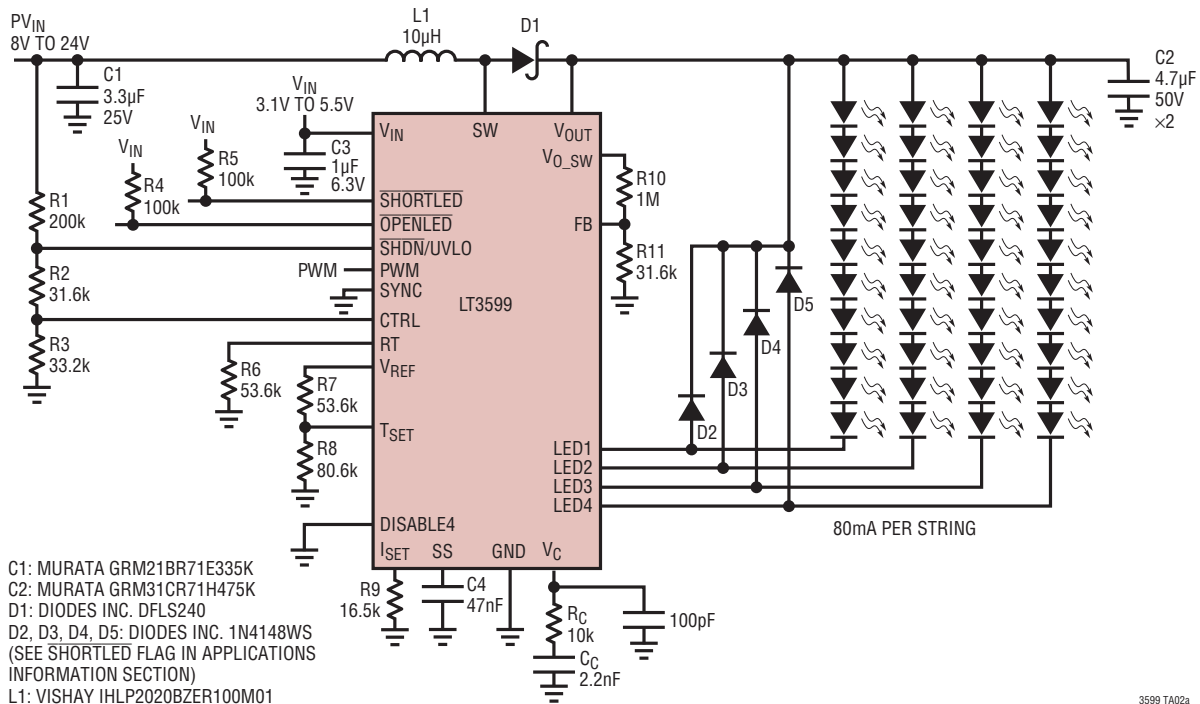 PVIN
8V TO 24V
L1
10µH
D1
C1
3.3µF
25V
VIN
3.1V TO 5.5V
C2
4.7µF
50V
×2
VIN
SW
VOUT
VO_SW
VIN
VIN
R5
100k
C3
1µF
6.3V
R4
100k
R10
1M
R1
200k
SHORTLED
OPENLED
FB
SHDN/UVLO
R11
31.6k
R2
31.6k
PWM
PWM
SYNC
LT3599
D5
CTRL
R3
33.2k
RT
D4
VREF
R6
53.6k
R7
53.6k
D3
TSET
D2
R8
80.6k
LED1
LED2
LED3
LED4
DISABLE4
80mA PER STRING
ISET
SS
GND
VC
R9
16.5k
C4
47nF
RC
10k
100pF
CC
2.2nF
C1: MURATA GRM21BR71E335K
C2: MURATA GRM31CR71H475K
D1: DIODES INC. DFLS240
D2, D3, D4, D5: DIODES INC. 1N4148WS
(SEE SHORTLED FLAG IN APPLICATIONS
INFORMATION SECTION)
L1: VISHAY IHLP2020BZER100M01
3599 TA02a